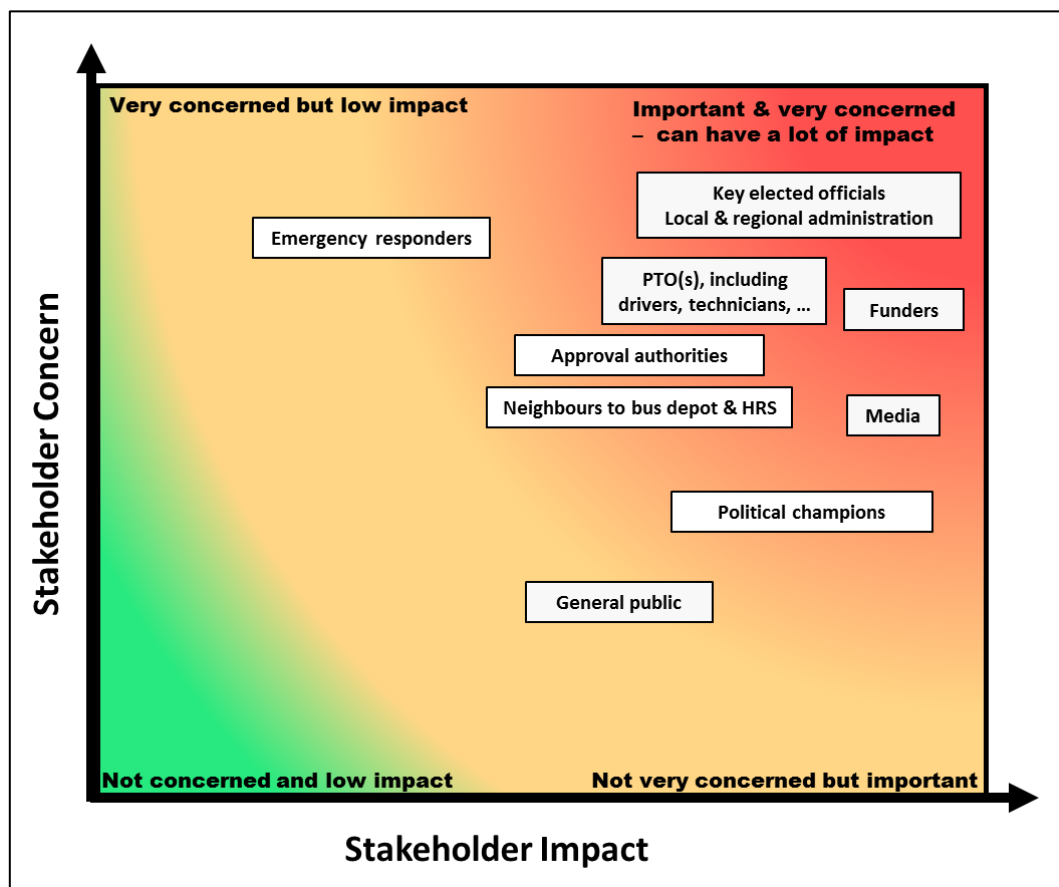 Very concerned but low impact
Important & very concerned
– can have a lot of impact
Key elected officials
Local & regional administration
Emergency responders
PTO(s), including
drivers, technicians, ...
Funders
Approval authorities
Neighbours to bus depot & HRS
Media
Political champions
General public
Not concerned and low impact
Not very concerned but important
Stakeholder Concern
Stakeholder Impact